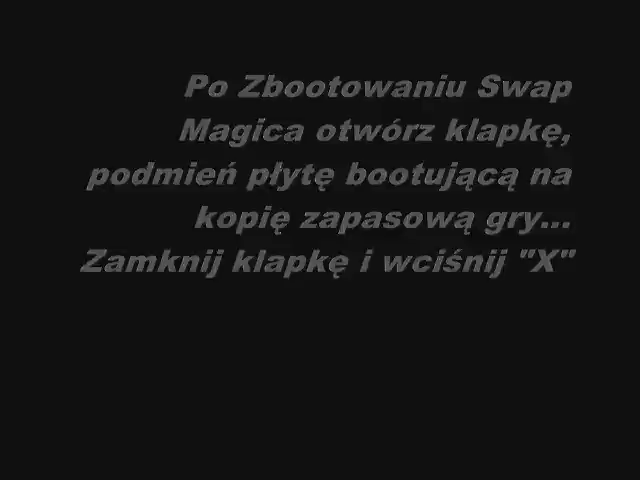 Po Zbootowaniu Swap
Magica otwórz klapkę,
podmień płytę bootującą na
kopię zapasową gry...
Zamknij klapkę i wciśnij "X"